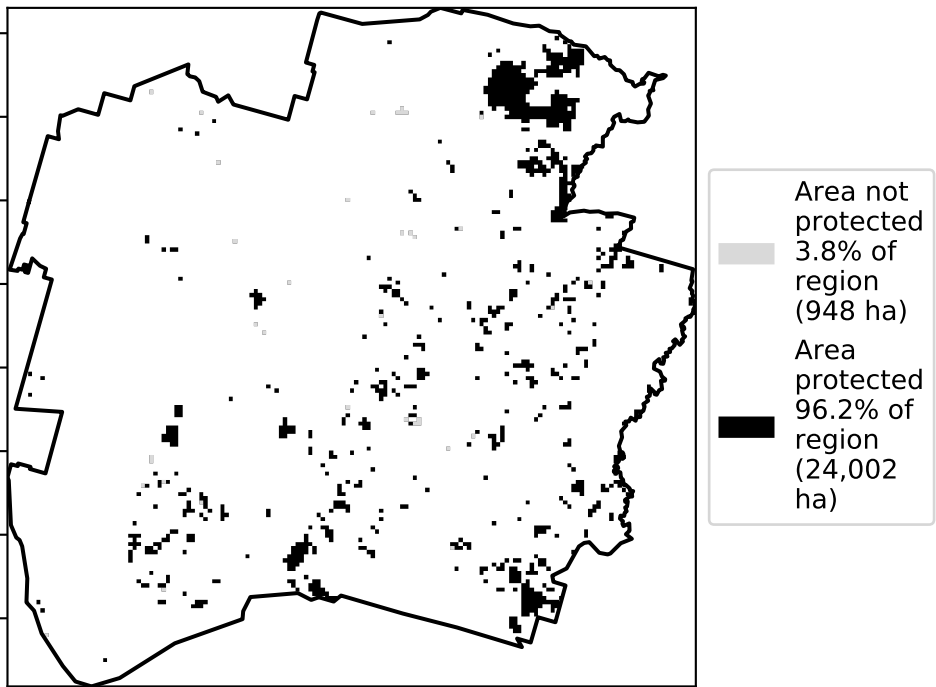 Area not
protected
3.8% of
region
(948 ha)
Area
protected
96.2% of
region
(24,002
ha)